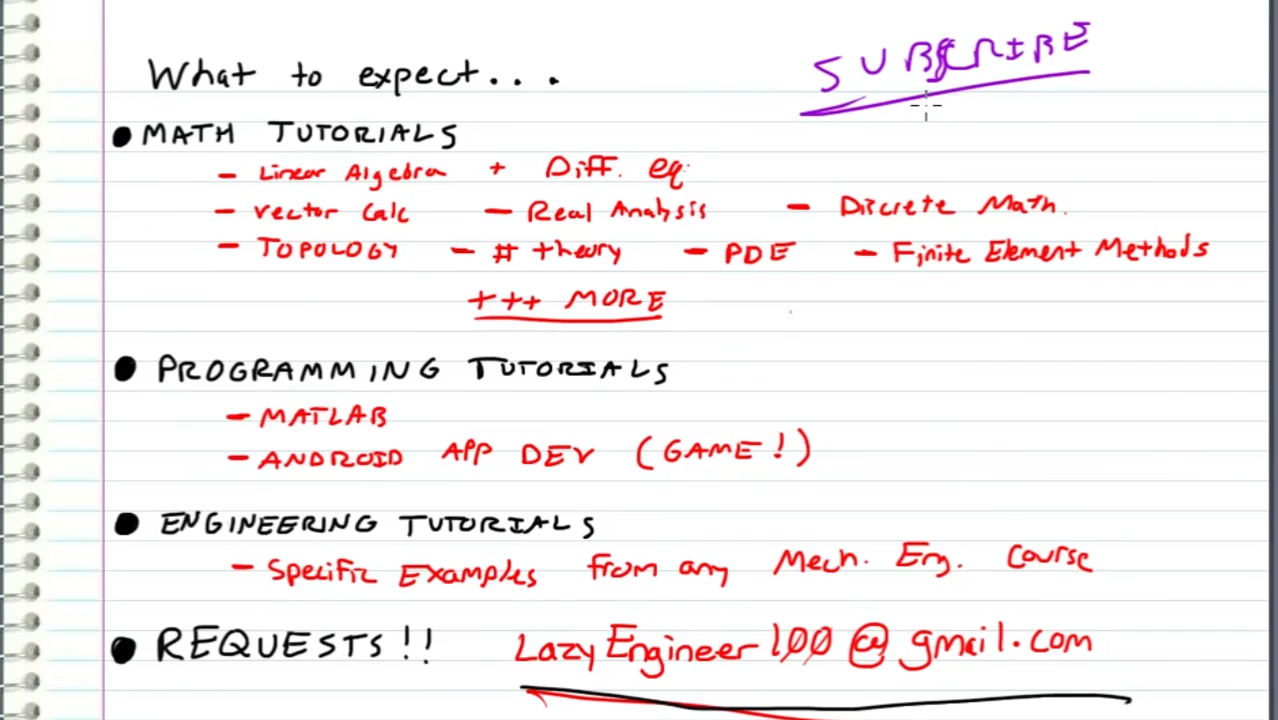 What to expect...
SUBSCRIBE
● MATH TUTORIALS
- Linear Algebra + Diff. eq.
- Vector Calc - Real Analysis - Discrete Math.
- TOPOLOGY - # theory - PDE - Finite Element Methods
+++ MORE
● PROGRAMMING TUTORIALS
- MATLAB
- ANDROID APP DEV (GAME!)
● ENGINEERING TUTORIALS
- Specific Examples from any Mech. Eng. Course
● REQUESTS!! LazyEngineer100@gmail.com